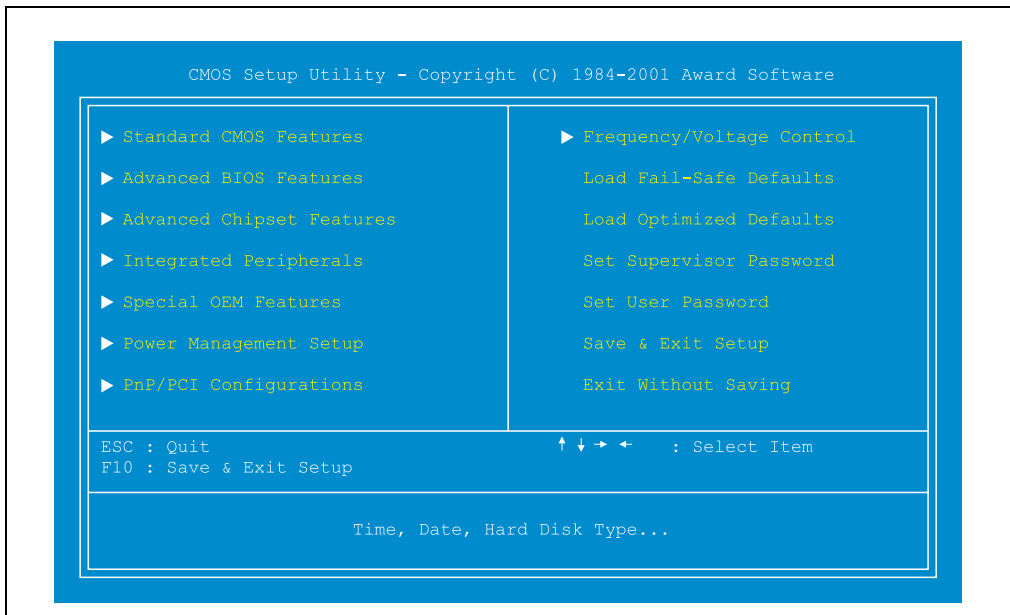 CMOS Setup Utility - Copyright (C) 1984-2001 Award Software
▶ Standard CMOS Features
▶ Advanced BIOS Features
▶ Advanced Chipset Features
▶ Integrated Peripherals
▶ Special OEM Features
▶ Power Management Setup
▶ PnP/PCI Configurations
▶ Frequency/Voltage Control
Load Fail-Safe Defaults
Load Optimized Defaults
Set Supervisor Password
Set User Password
Save & Exit Setup
Exit Without Saving
ESC : Quit
F10 : Save & Exit Setup
↑ ↓ → ← : Select Item
Time, Date, Hard Disk Type...